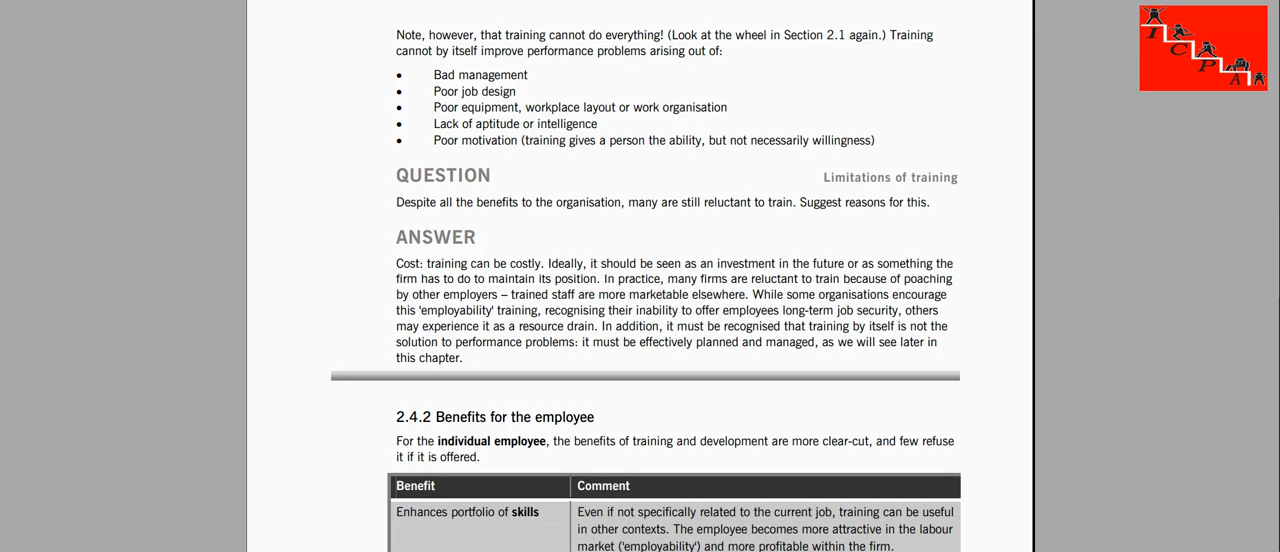 Note, however, that training cannot do everything! (Look at the wheel in Section 2.1 again.) Training
cannot by itself improve performance problems arising out of:
• Bad management
• Poor job design
• Poor equipment, workplace layout or work organisation
• Lack of aptitude or intelligence
• Poor motivation (training gives a person the ability, but not necessarily willingness)
I C P A
QUESTION
Limitations of training
Despite all the benefits to the organisation, many are still reluctant to train. Suggest reasons for this.
ANSWER
Cost: training can be costly. Ideally, it should be seen as an investment in the future or as something the
firm has to do to maintain its position. In practice, many firms are reluctant to train because of poaching
by other employers – trained staff are more marketable elsewhere. While some organisations encourage
this 'employability' training, recognising their inability to offer employees long-term job security, others
may experience it as a resource drain. In addition, it must be recognised that training by itself is not the
solution to performance problems: it must be effectively planned and managed, as we will see later in
this chapter.
2.4.2 Benefits for the employee
For the individual employee, the benefits of training and development are more clear-cut, and few refuse
it if it is offered.
Benefit
Comment
Enhances portfolio of skills
Even if not specifically related to the current job, training can be useful
in other contexts. The employee becomes more attractive in the labour
market ('employability') and more profitable within the firm.